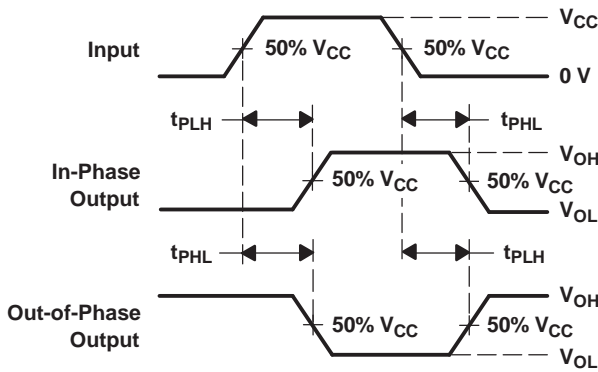 VCC
Input 50% VCC 50% VCC
0 V
tPLH tPHL
VOH
In-Phase
Output
50% VCC 50% VCC
VOL
tPHL tPLH
VOH
Out-of-Phase
Output
50% VCC 50% VCC
VOL